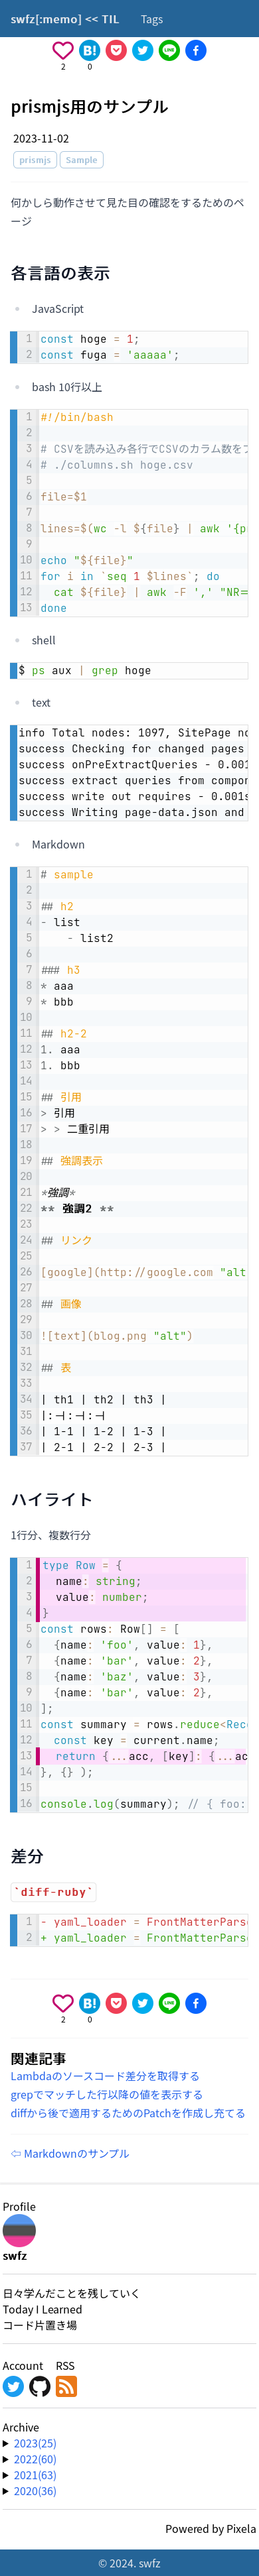 swfz[:memo] << TIL Tags
2 0
prismjs用のサンプル
2023-11-02
prismjs Sample
何かしら動作させて見た目の確認をするためのペ
ージ
各言語の表示
JavaScript
1 const hoge = 1;
2 const fuga = 'aaaaa';
bash 10行以上
1 #!/bin/bash
2
3 # CSVを読み込み各行でCSVのカラム数をフ
4 # ./columns.sh hoge.csv
5
6 file=$1
7
8 lines=$(wc -l ${file} | awk '{p
9
10 echo "${file}"
11 for i in `seq 1 $lines`; do
12 cat ${file} | awk -F ',' "NR=
13 done
shell
$ ps aux | grep hoge
text
info Total nodes: 1097, SitePage no
success Checking for changed pages
success onPreExtractQueries - 0.001
success extract queries from compon
success write out requires - 0.001s
success Writing page-data.json and
Markdown
1 # sample
2
3 ## h2
4 - list
5 - list2
6
7 ### h3
8 * aaa
9 * bbb
10
11 ## h2-2
12 1. aaa
13 1. bbb
14
15 ## 引用
16 > 引用
17 > > 二重引用
18
19 ## 強調表示
20
21 *強調*
22 ** 強調2 **
23
24 ## リンク
25
26 [google](http://google.com "alt
27
28 ## 画像
29
30 ![text](blog.png "alt")
31
32 ## 表
33
34 | th1 | th2 | th3 |
35 |:-|:-|:-|
36 | 1-1 | 1-2 | 1-3 |
37 | 2-1 | 2-2 | 2-3 |
ハイライト
1行分、複数行分
1 type Row = {
2 name: string;
3 value: number;
4 }
5 const rows: Row[] = [
6 {name: 'foo', value: 1},
7 {name: 'bar', value: 2},
8 {name: 'baz', value: 3},
9 {name: 'bar', value: 2},
10 ];
11 const summary = rows.reduce<Reco
12 const key = current.name;
13 return {...acc, [key]: {...ac
14 }, {} );
15
16 console.log(summary); // { foo:
差分
`diff-ruby`
1 - yaml_loader = FrontMatterParse
2 + yaml_loader = FrontMatterParse
2 0
関連記事
Lambdaのソースコード差分を取得する
grepでマッチした行以降の値を表示する
diffから後で適用するためのPatchを作成し充てる
⇦ Markdownのサンプル
Profile
swfz
日々学んだことを残していく
Today I Learned
コード片置き場
Account RSS
Archive
▶ 2023(25)
▶ 2022(60)
▶ 2021(63)
▶ 2020(36)
Powered by Pixela
© 2024. swfz